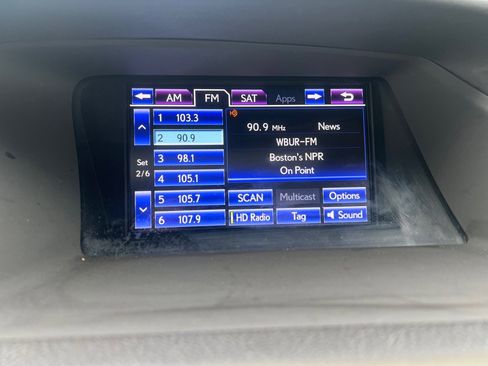 AM FM SAT Apps
1 103.3
2 90.9
3 98.1
4 105.1
5 105.7
6 107.9
Set
2/6
90.9 MHz News
WBUR-FM
Boston's NPR
On Point
SCAN Multicast Options
HD Radio Tag Sound